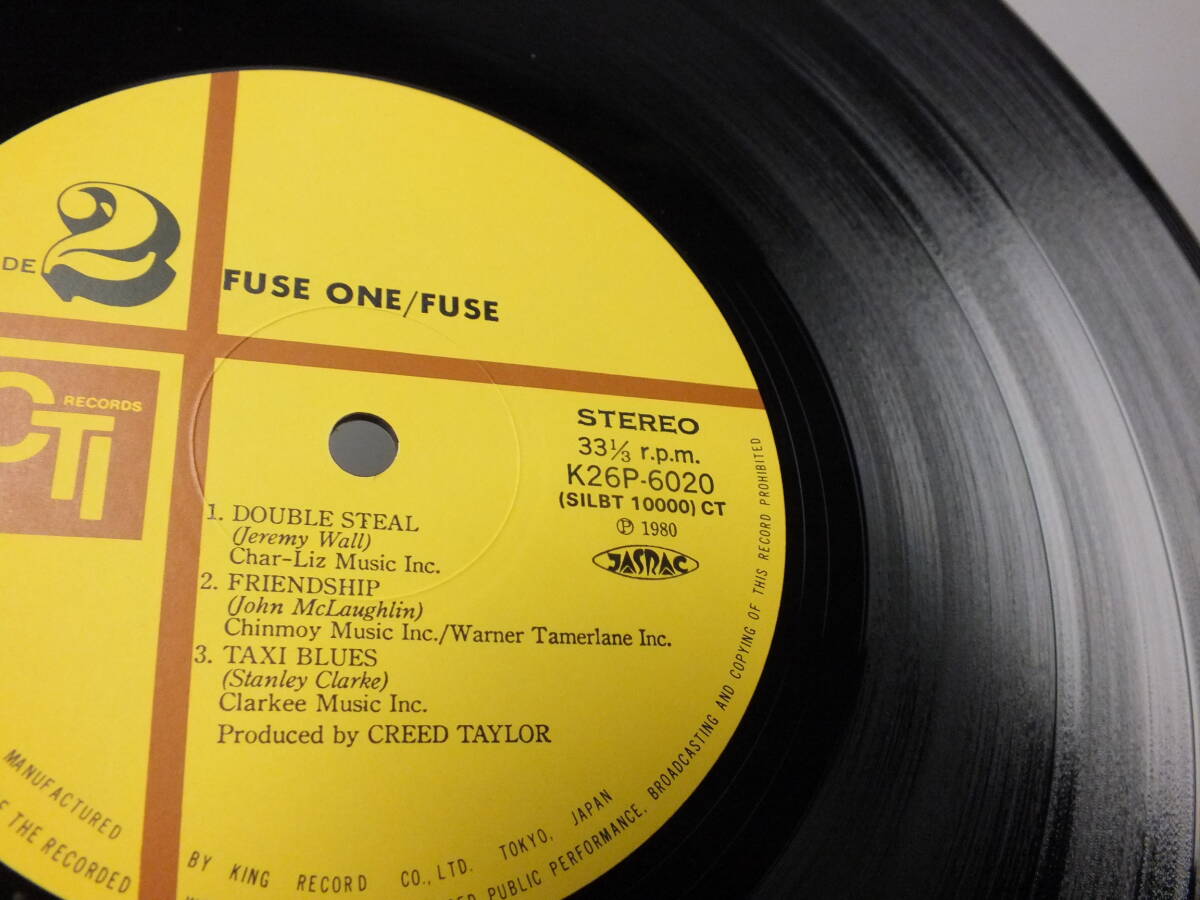 DE 2
FUSE ONE/FUSE
CTI RECORDS
STEREO
33 1/3 r.p.m.
K26P-6020
(SILBT 10000) CT
Ⓟ 1980
JASRAC
1. DOUBLE STEAL
(Jeremy Wall)
Char-Liz Music Inc.
2. FRIENDSHIP
(John McLaughlin)
Chinmoy Music Inc./Warner Tamerlane Inc.
3. TAXI BLUES
(Stanley Clarke)
Clarkee Music Inc.
Produced by CREED TAYLOR
MANUFACTURED BY KING RECORD CO., LTD. TOKYO, JAPAN
THE RECORDED PUBLIC PERFORMANCE, BROADCASTING AND COPYING OF THIS RECORD PROHIBITED